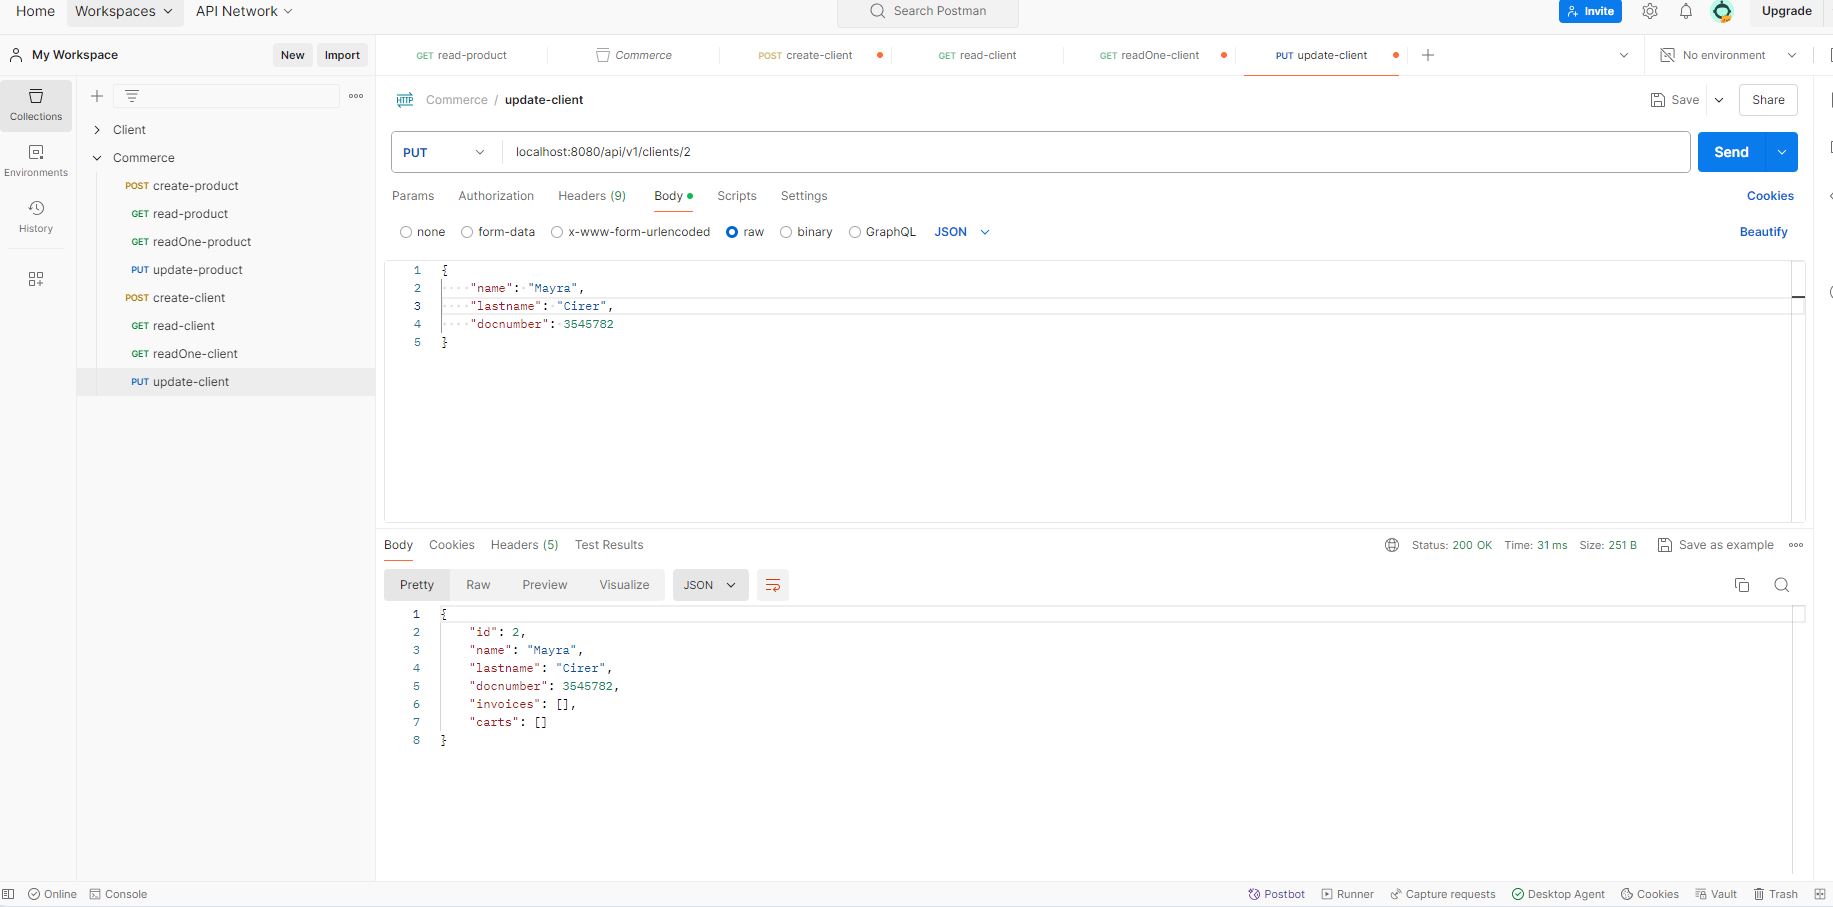 Home Workspaces API Network Search Postman Invite Upgrade
My Workspace New Import GET read-product Commerce POST create-client GET read-client GET readOne-client PUT update-client No environment
Collections
Environments
History
Client
Commerce
POST create-product
GET read-product
GET readOne-product
PUT update-product
POST create-client
GET read-client
GET readOne-client
PUT update-client
HTTP Commerce / update-client Save Share
PUT localhost:8080/api/v1/clients/2 Send
Params Authorization Headers (9) Body Scripts Settings Cookies
none form-data x-www-form-urlencoded raw binary GraphQL JSON Beautify
1 {
2 "name": "Mayra",
3 "lastname": "Cirer",
4 "docnumber": 3545782
5 }
Body Cookies Headers (5) Test Results Status: 200 OK Time: 31 ms Size: 251 B Save as example
Pretty Raw Preview Visualize JSON
1 {
2 "id": 2,
3 "name": "Mayra",
4 "lastname": "Cirer",
5 "docnumber": 3545782,
6 "invoices": [],
7 "carts": []
8 }
Online Console Postbot Runner Capture requests Desktop Agent Cookies Vault Trash